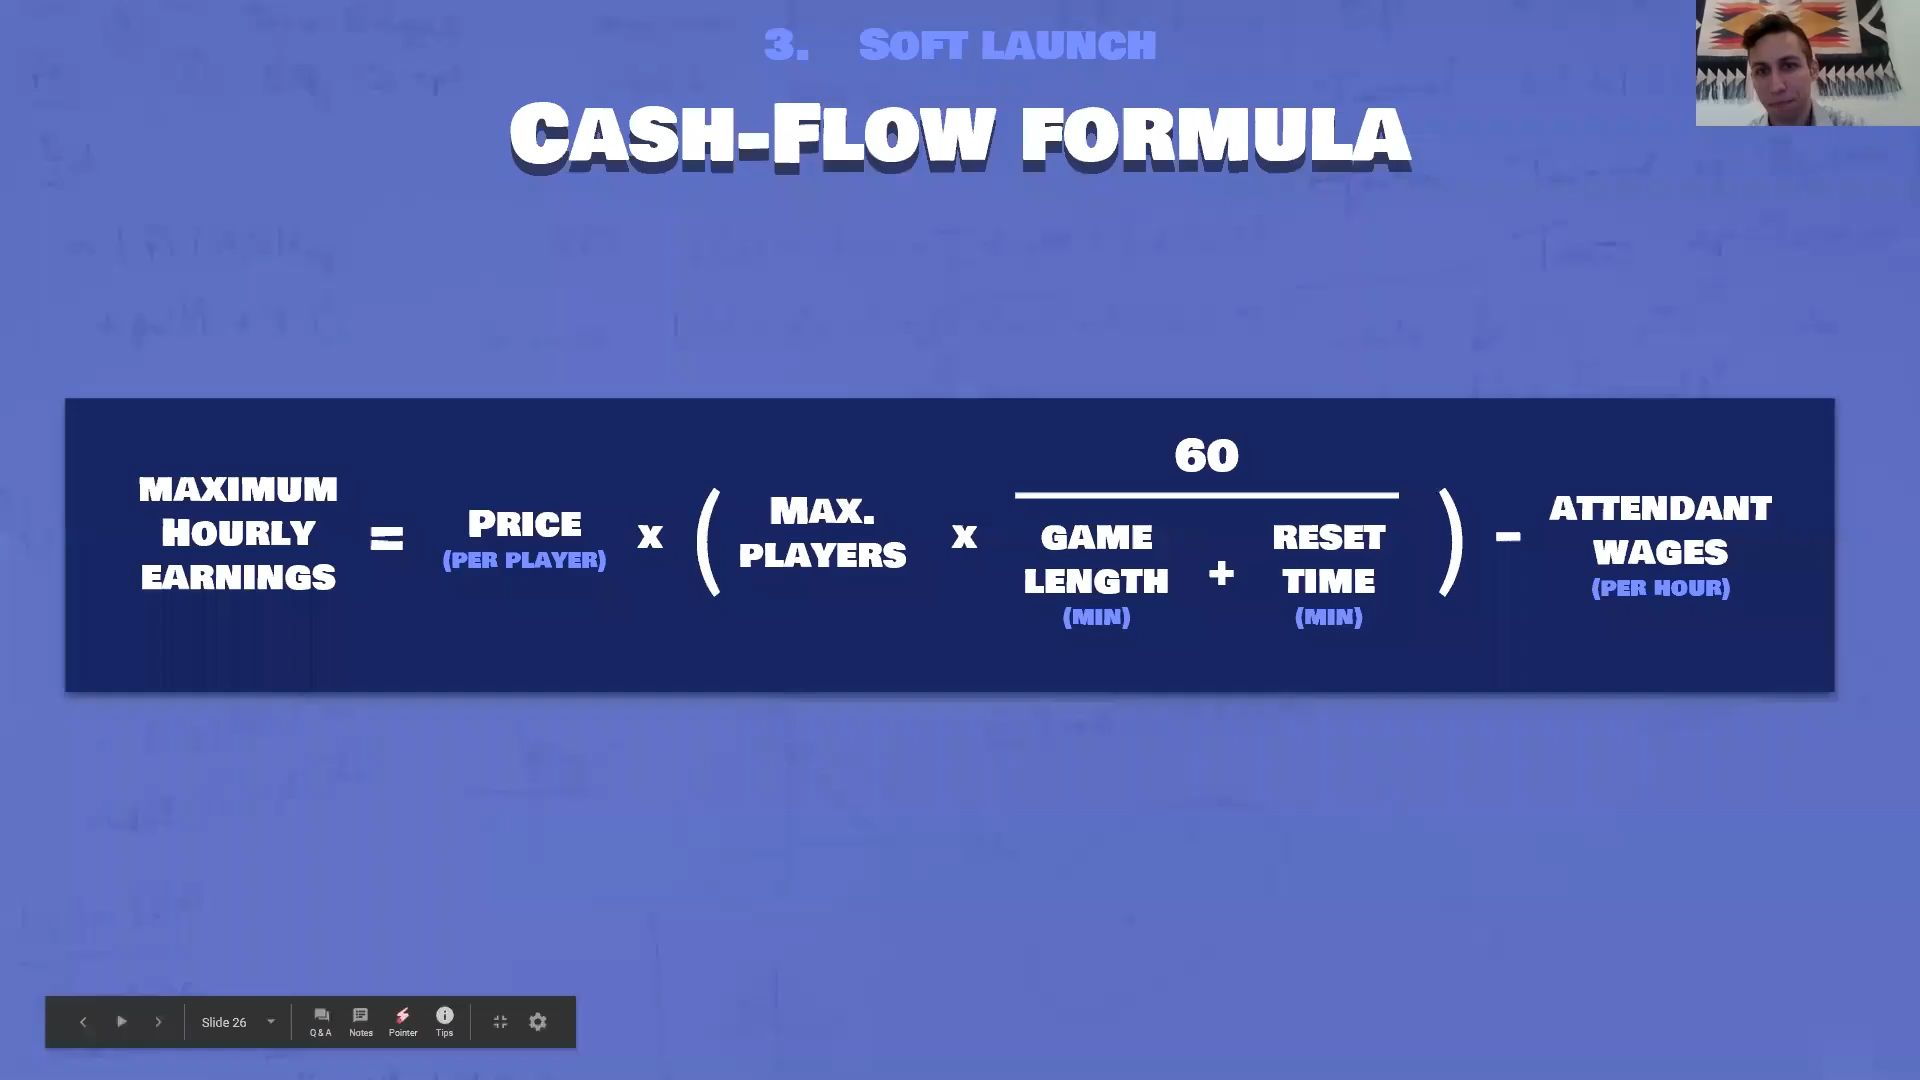 3. SOFT LAUNCH
CASH-FLOW FORMULA
MAXIMUM
HOURLY
EARNINGS
=
PRICE
(PER PLAYER)
x
(
MAX.
PLAYERS
x
60
GAME
LENGTH
(MIN)
+
RESET
TIME
(MIN)
)
-
ATTENDANT
WAGES
(PER HOUR)
Slide 26
Q & A
Notes
Pointer
Tips